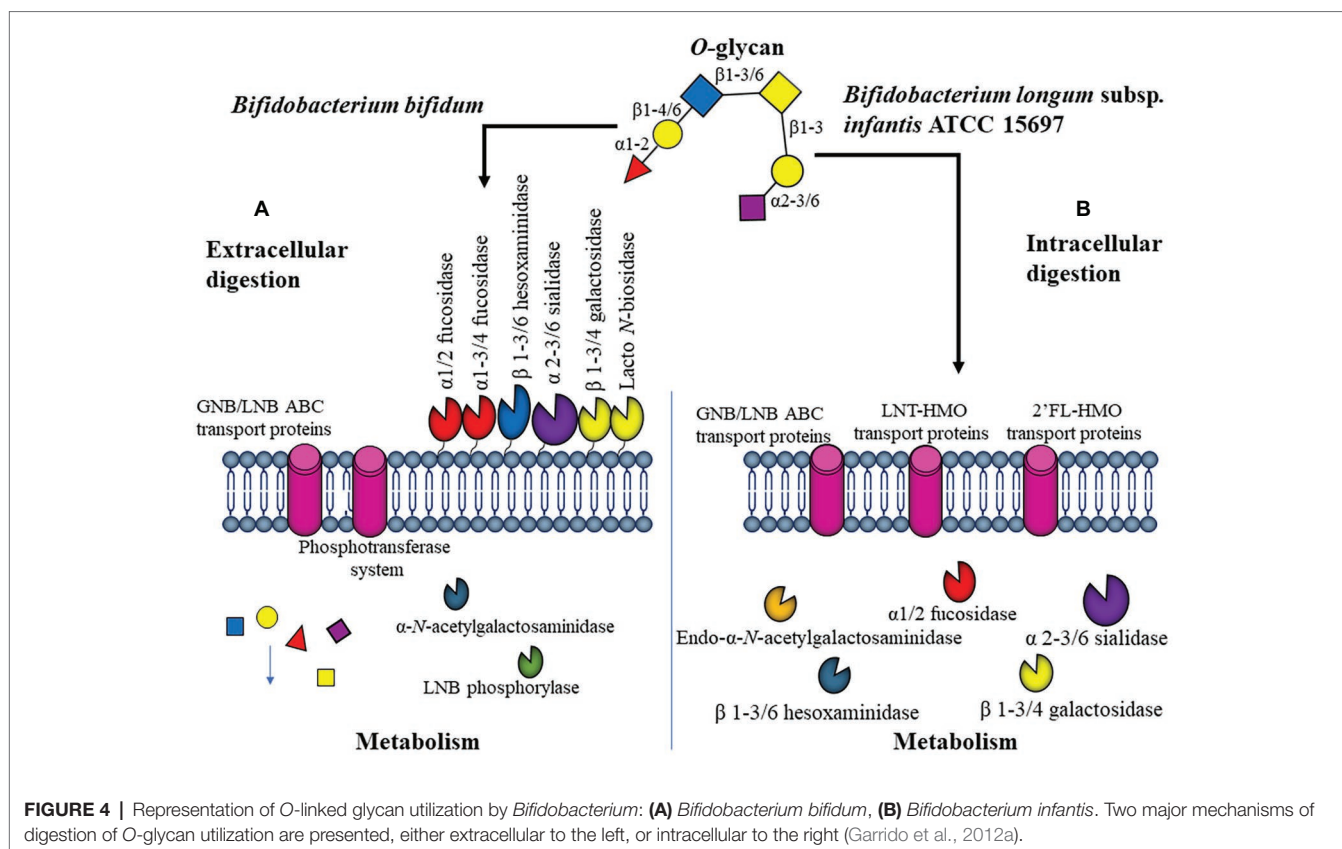 O-glycan
β1-3/6
Bifidobacterium bifidum
Bifidobacterium longum subsp.
infantis ATCC 15697
β1-4/6
β1-3
α1-2
α2-3/6
A
B
Extracellular
digestion
Intracellular
digestion
α1/2 fucosidase
α1-3/4 fucosidase
β 1-3/6 hesoxaminidase
α 2-3/6 sialidase
β 1-3/4 galactosidase
Lacto N-biosidase
GNB/LNB ABC
transport proteins
GNB/LNB ABC
transport proteins
LNT-HMO
transport proteins
2'FL-HMO
transport proteins
Phosphotransferase
system
α-N-acetylgalactosaminidase
LNB phosphorylase
Metabolism
α1/2 fucosidase
Endo-α-N-acetylgalactosaminidase
α 2-3/6 sialidase
β 1-3/6 hesoxaminidase
β 1-3/4 galactosidase
Metabolism
FIGURE 4 | Representation of O-linked glycan utilization by Bifidobacterium: (A) Bifidobacterium bifidum, (B) Bifidobacterium infantis. Two major mechanisms of
digestion of O-glycan utilization are presented, either extracellular to the left, or intracellular to the right (Garrido et al., 2012a).